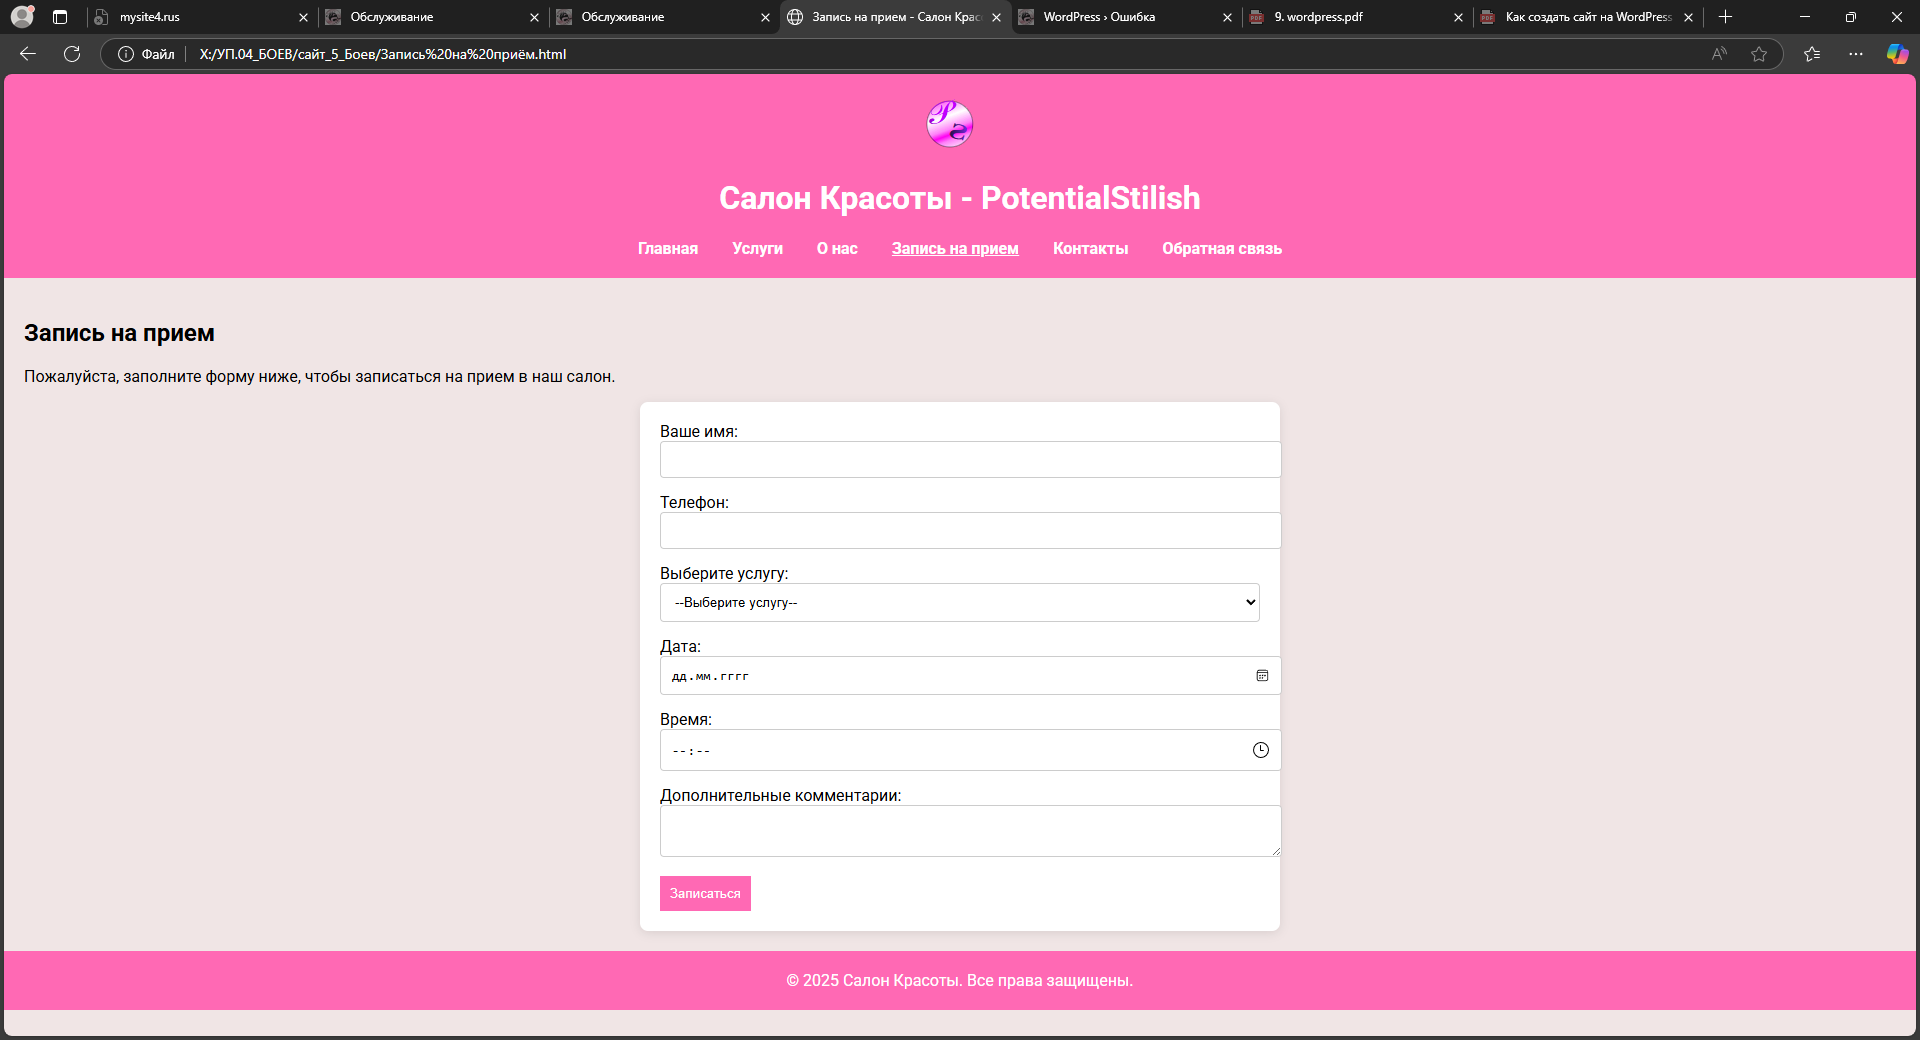 mysite4.rus
Обслуживание
Обслуживание
Запись на прием - Салон Крас
WordPress › Ошибка
9. wordpress.pdf
Как создать сайт на WordPress
Файл
X:/УП.04_БОЕВ/сайт_5_Боев/Запись%20на%20приём.html
Салон Красоты - PotentialStilish
Главная Услуги О нас Запись на прием Контакты Обратная связь
Запись на прием
Пожалуйста, заполните форму ниже, чтобы записаться на прием в наш салон.
Ваше имя:
Телефон:
Выберите услугу:
--Выберите услугу--
Дата:
дд.мм.гггг
Время:
--:--
Дополнительные комментарии:
Записаться
© 2025 Салон Красоты. Все права защищены.